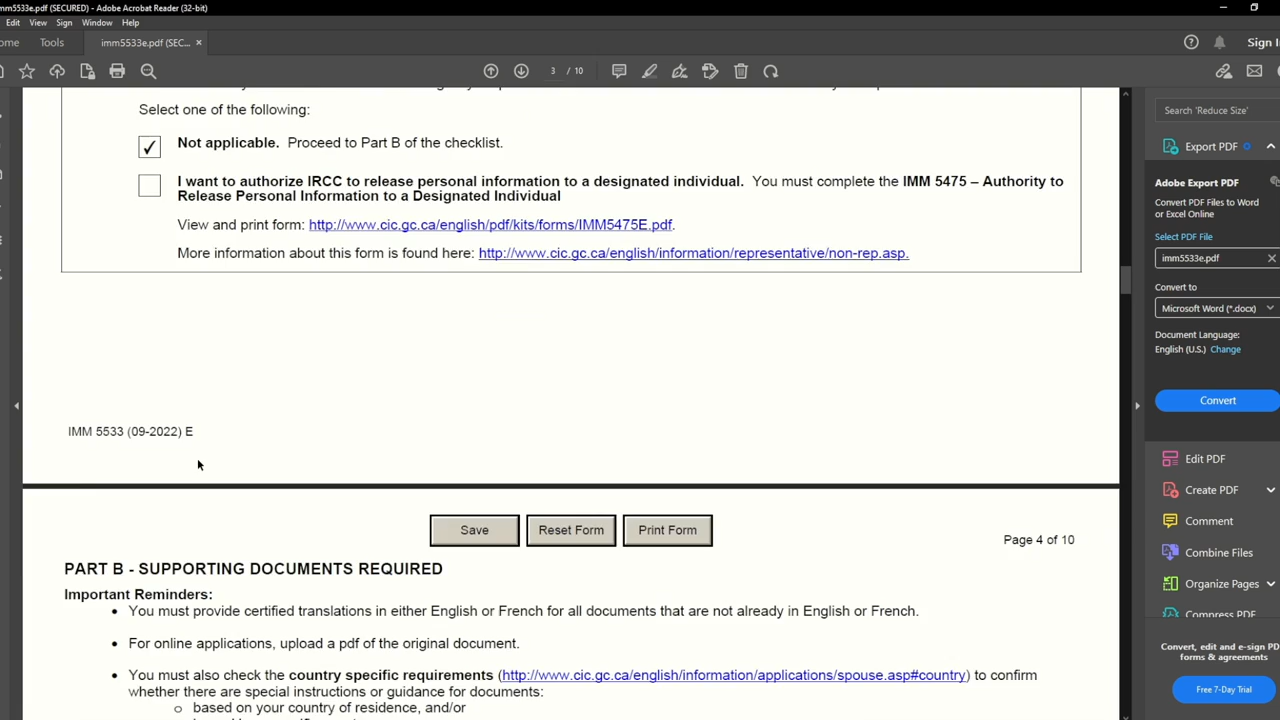 imm5533e.pdf (SECURED) - Adobe Acrobat Reader (32-bit)
Edit View Sign Window Help
ome Tools imm5533e.pdf (SEC... × Sign I
3 / 10
Select one of the following:
✓ Not applicable. Proceed to Part B of the checklist.
I want to authorize IRCC to release personal information to a designated individual. You must complete the IMM 5475 – Authority to
Release Personal Information to a Designated Individual
View and print form: http://www.cic.gc.ca/english/pdf/kits/forms/IMM5475E.pdf.
More information about this form is found here: http://www.cic.gc.ca/english/information/representative/non-rep.asp.
IMM 5533 (09-2022) E
Save Reset Form Print Form
Page 4 of 10
PART B - SUPPORTING DOCUMENTS REQUIRED
Important Reminders:
• You must provide certified translations in either English or French for all documents that are not already in English or French.
• For online applications, upload a pdf of the original document.
• You must also check the country specific requirements (http://www.cic.gc.ca/english/information/applications/spouse.asp#country) to confirm
whether there are special instructions or guidance for documents:
o based on your country of residence, and/or
Search 'Reduce Size'
Export PDF
Adobe Export PDF
Convert PDF Files to Word
or Excel Online
Select PDF File
imm5533e.pdf ×
Convert to
Microsoft Word (*.docx)
Document Language:
English (U.S.) Change
Convert
Edit PDF
Create PDF
Comment
Combine Files
Organize Pages
Compress PDF
Convert, edit and e-sign PD
forms & agreements
Free 7-Day Trial